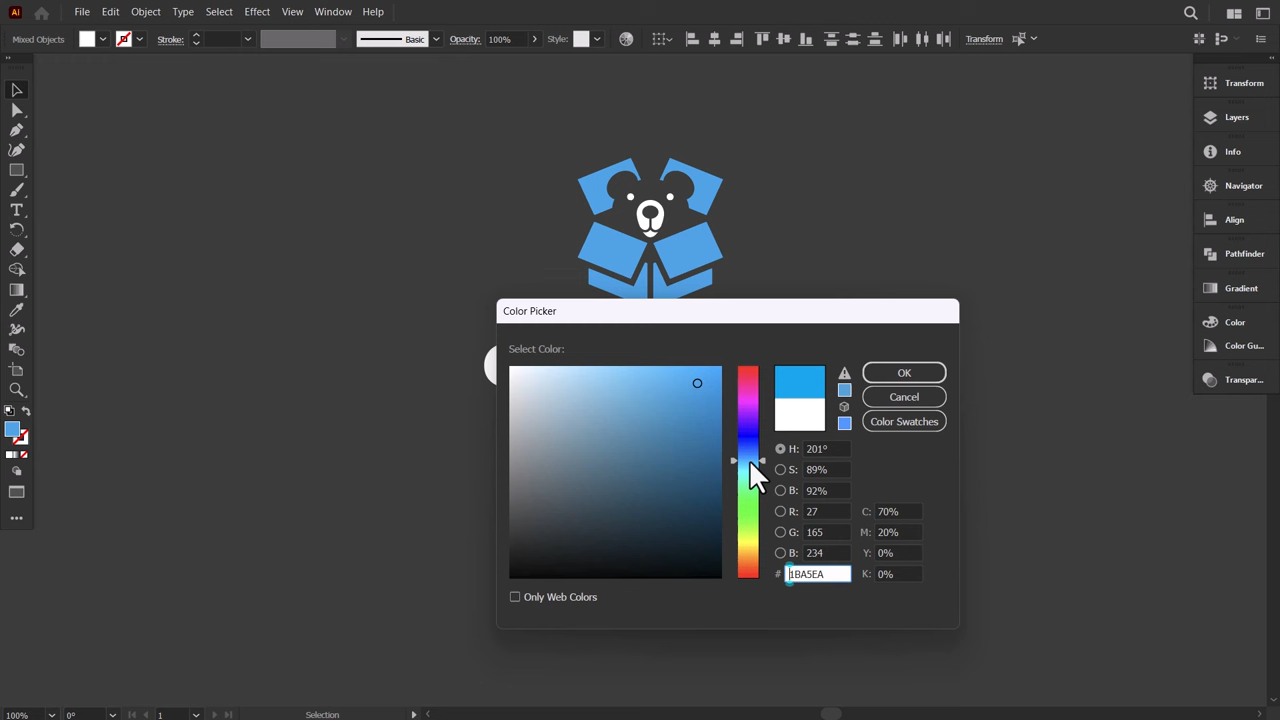 Ai File Edit Object Type Select Effect View Window Help
Mixed Objects Stroke: Basic Opacity: 100% Style: Transform
Transform
Layers
Info
Navigator
Align
Pathfinder
Gradient
Color
Color Gu...
Transpar...
T
Color Picker
Select Color:
OK
Cancel
Color Swatches
H: 201°
S: 89%
B: 92%
R: 27 C: 70%
G: 165 M: 20%
B: 234 Y: 0%
# 1BA5EA K: 0%
Only Web Colors
100% 0° 1 Selection